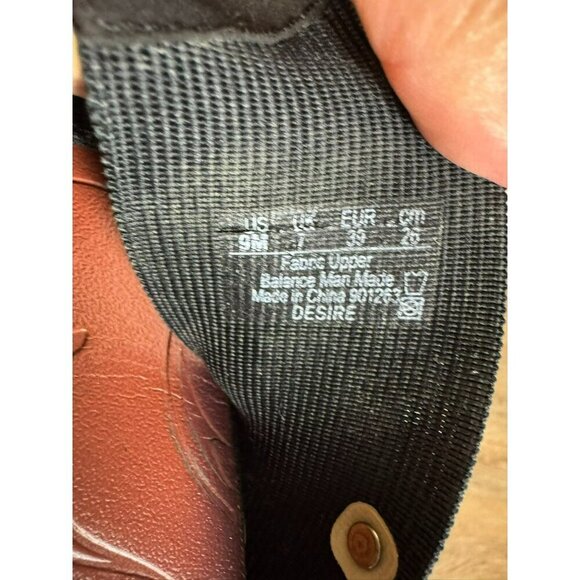 US UK EUR cm
9M 7 39 26
Fabric Upper
Balance Man Made
Made in China 901263
DESIRE